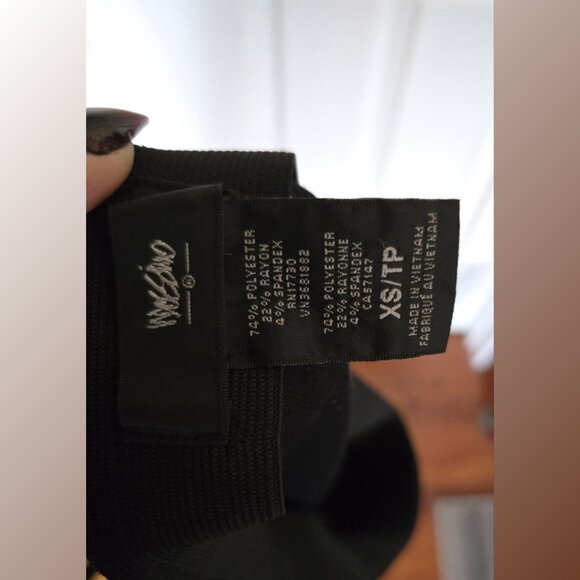 MOSSIMO
®
74% POLYESTER
22% RAYON
4% SPANDEX
RN17730
VN3681882
74% POLYESTER
22% RAYONNE
4% SPANDEX
CA57147
XS/TP
MADE IN VIETNAM
FABRIQUÉ AU VIETNAM